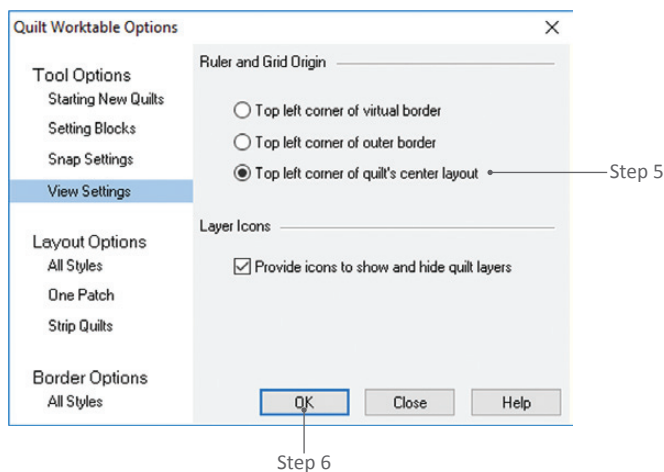 Quilt Worktable Options
Tool Options
Starting New Quilts
Setting Blocks
Snap Settings
View Settings
Layout Options
All Styles
One Patch
Strip Quilts
Border Options
All Styles
Ruler and Grid Origin
Top left corner of virtual border
Top left corner of outer border
Top left corner of quilt's center layout
Step 5
Layer Icons
Provide icons to show and hide quilt layers
OK Close Help
Step 6